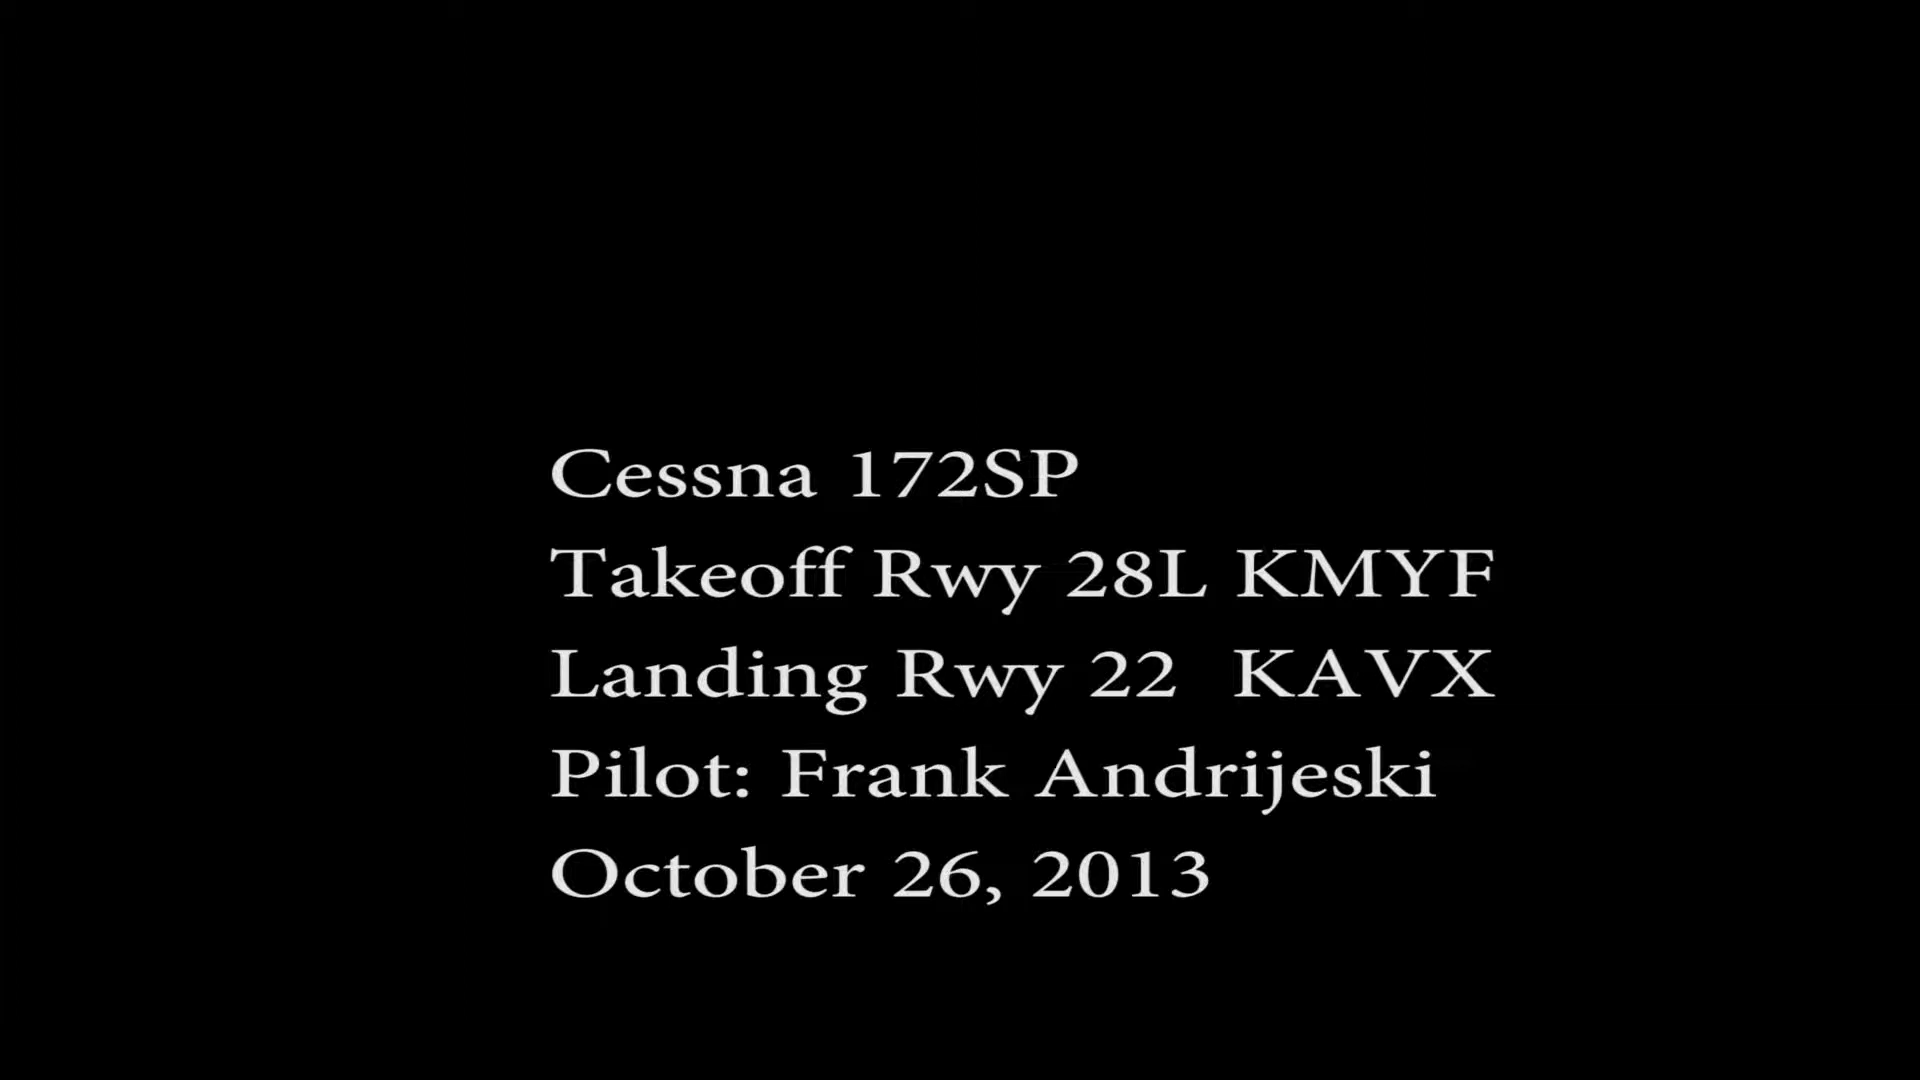 Cessna 172SP
Takeoff Rwy 28L KMYF
Landing Rwy 22  KAVX
Pilot: Frank Andrijeski
October 26, 2013